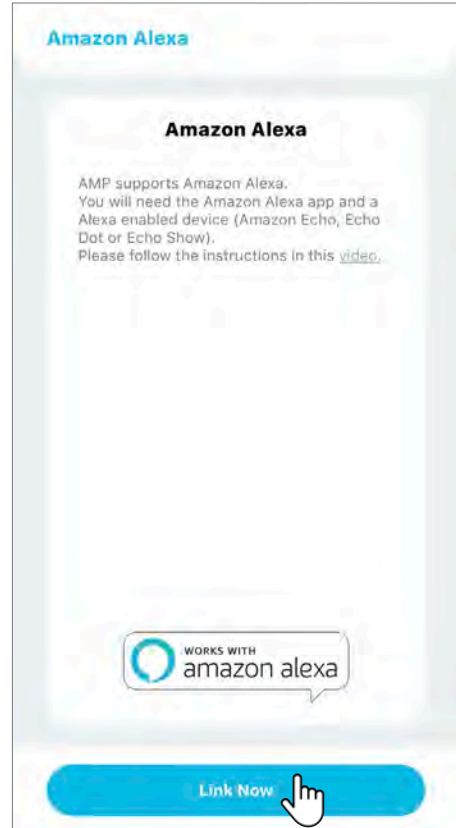 Amazon Alexa
Amazon Alexa
AMP supports Amazon Alexa.
You will need the Amazon Alexa app and a
Alexa enabled device (Amazon Echo, Echo
Dot or Echo Show).
Please follow the instructions in this video.
WORKS WITH
amazon alexa
Link Now